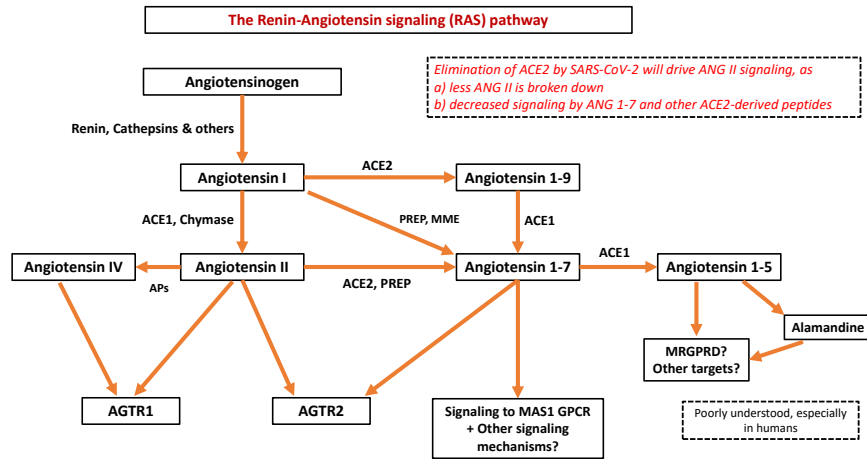 The Renin-Angiotensin signaling (RAS) pathway
Elimination of ACE2 by SARS-CoV-2 will drive ANG II signaling, as
a) less ANG II is broken down
b) decreased signaling by ANG 1-7 and other ACE2-derived peptides
Angiotensinogen
Renin, Cathepsins & others
ACE2
Angiotensin I
Angiotensin 1-9
ACE1, Chymase
PREP, MME
ACE1
ACE1
Angiotensin IV
Angiotensin II
Angiotensin 1-7
Angiotensin 1-5
APs
ACE2, PREP
Alamandine
MRGPRD?
Other targets?
AGTR1
AGTR2
Signaling to MAS1 GPCR
+ Other signaling
mechanisms?
Poorly understood, especially
in humans